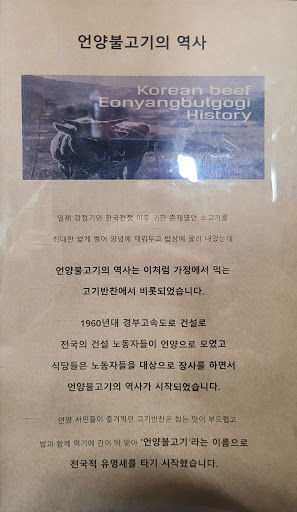 언양불고기의 역사
Korean beef
Eonyangbulgogi
History
일제 강점기와 한국전쟁 이후 귀한 존재였던 소고기를
최대한 얇게 썰어 양념에 재워두고 밥상에 올려 내었는데
언양불고기의 역사는 이처럼 가정에서 먹는
고기반찬에서 비롯되었습니다.
1960년대 경부고속도로 건설로
전국의 건설 노동자들이 언양으로 모였고
식당들은 노동자들을 대상으로 장사를 하면서
언양불고기의 역사가 시작되었습니다.
언양 서민들이 즐겨먹던 고기반찬은 씹는 맛이 부드럽고
밥과 함께 먹기에 간이 딱 맞아 '언양불고기'라는 이름으로
전국적 유명세를 타기 시작했습니다.